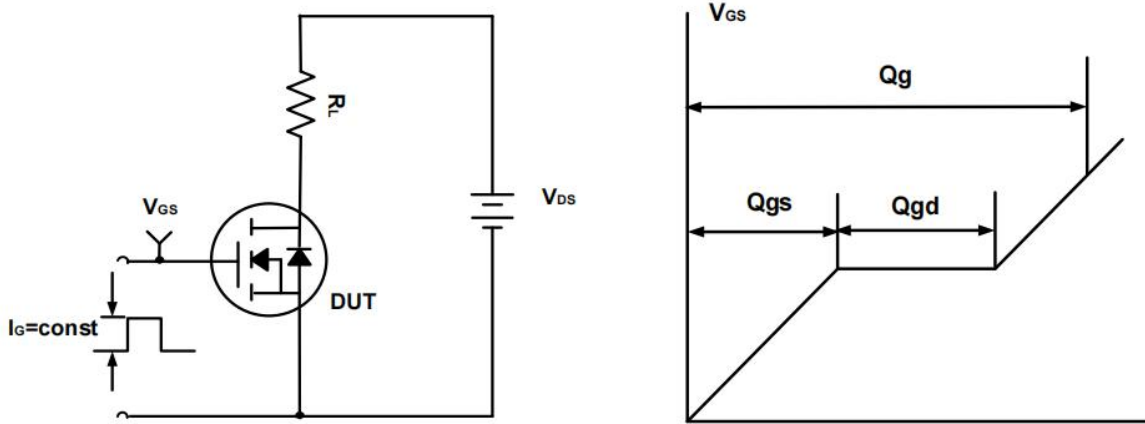 RL
VGS
VDS
DUT
IG=const
VGS
Qg
Qgs
Qgd